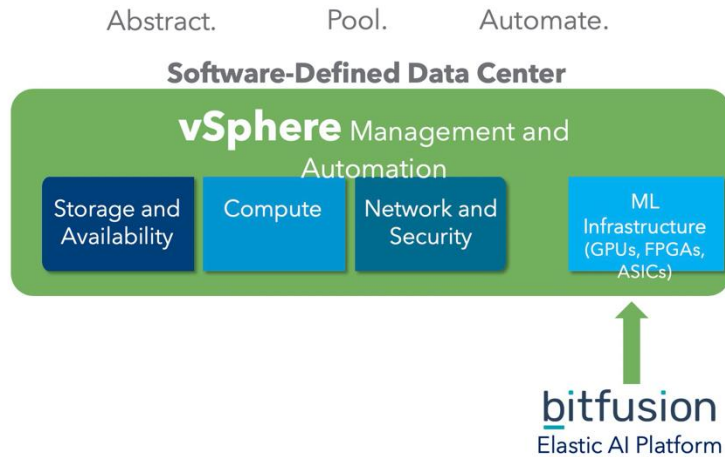 Abstract. Pool. Automate.
Software-Defined Data Center
vSphere Management and
Automation
Storage and
Availability
Compute
Network and
Security
ML
Infrastructure
(GPUs, FPGAs,
ASICs)
bitfusion
Elastic AI Platform